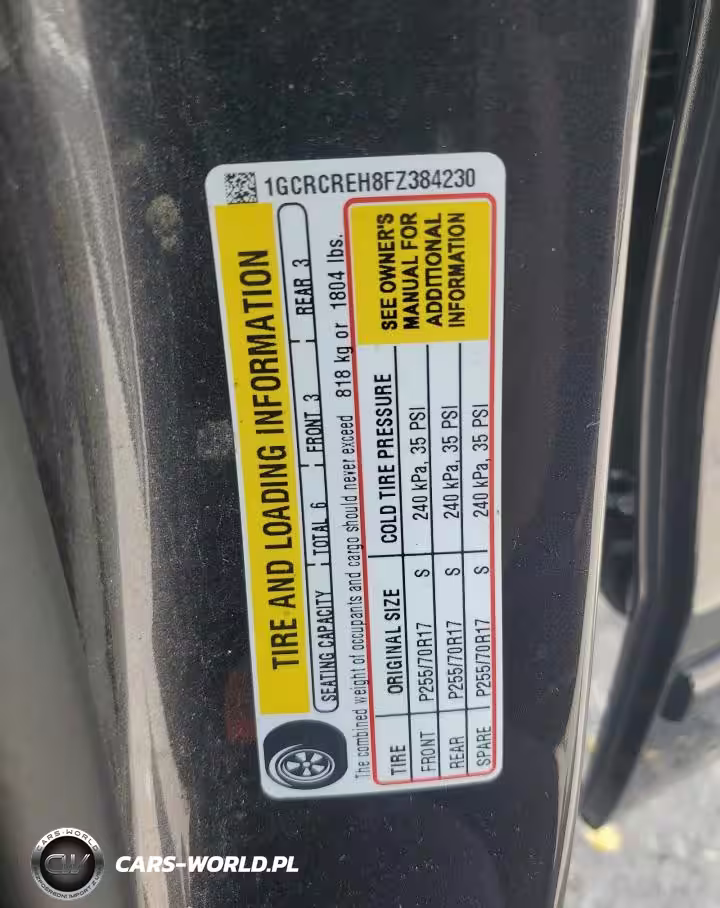 1GCRCREH8FZ384230
TIRE AND LOADING INFORMATION
SEATING CAPACITY TOTAL 6 FRONT 3 REAR 3
The combined weight of occupants and cargo should never exceed 818 kg or 1804 lbs.
TIRE ORIGINAL SIZE COLD TIRE PRESSURE
FRONT P255/70R17 S 240 kPa, 35 PSI
REAR P255/70R17 S 240 kPa, 35 PSI
SPARE P255/70R17 S 240 kPa, 35 PSI
SEE OWNER'S
MANUAL FOR
ADDITIONAL
INFORMATION
CARS-WORLD
CW
CARS-WORLD.PL